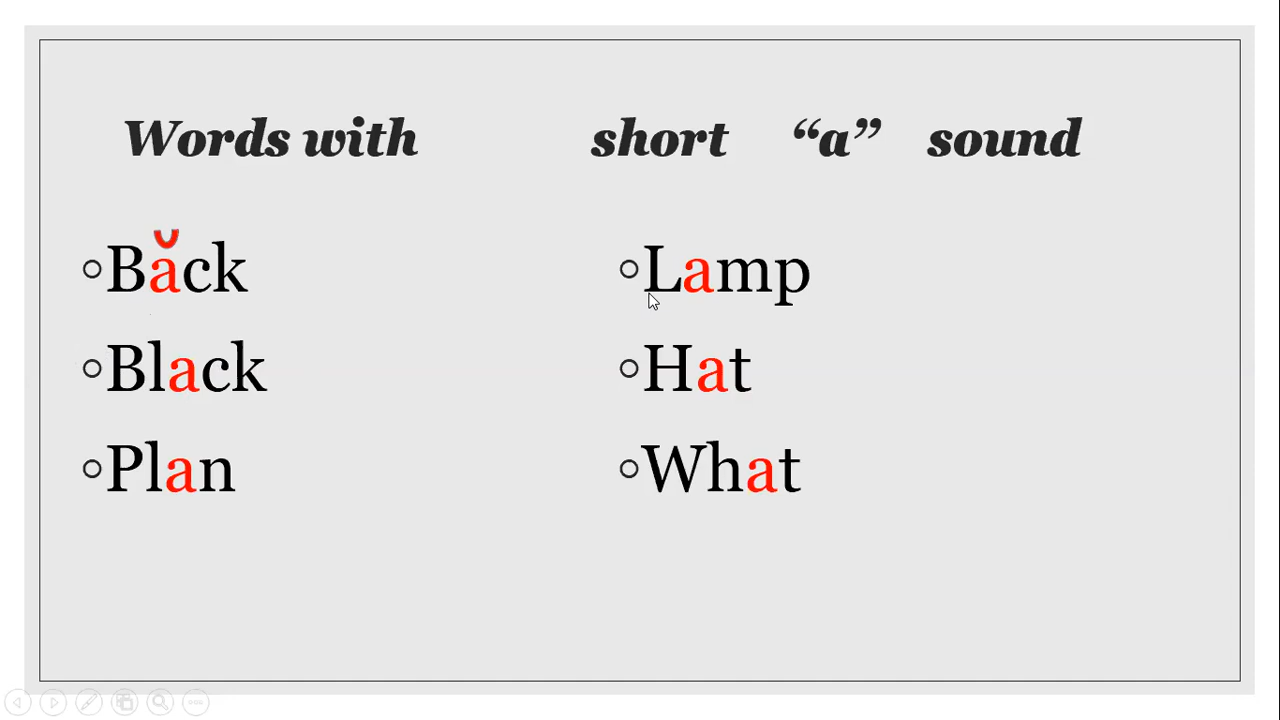 Words with short “a” sound
Back
Black
Plan
Lamp
Hat
What